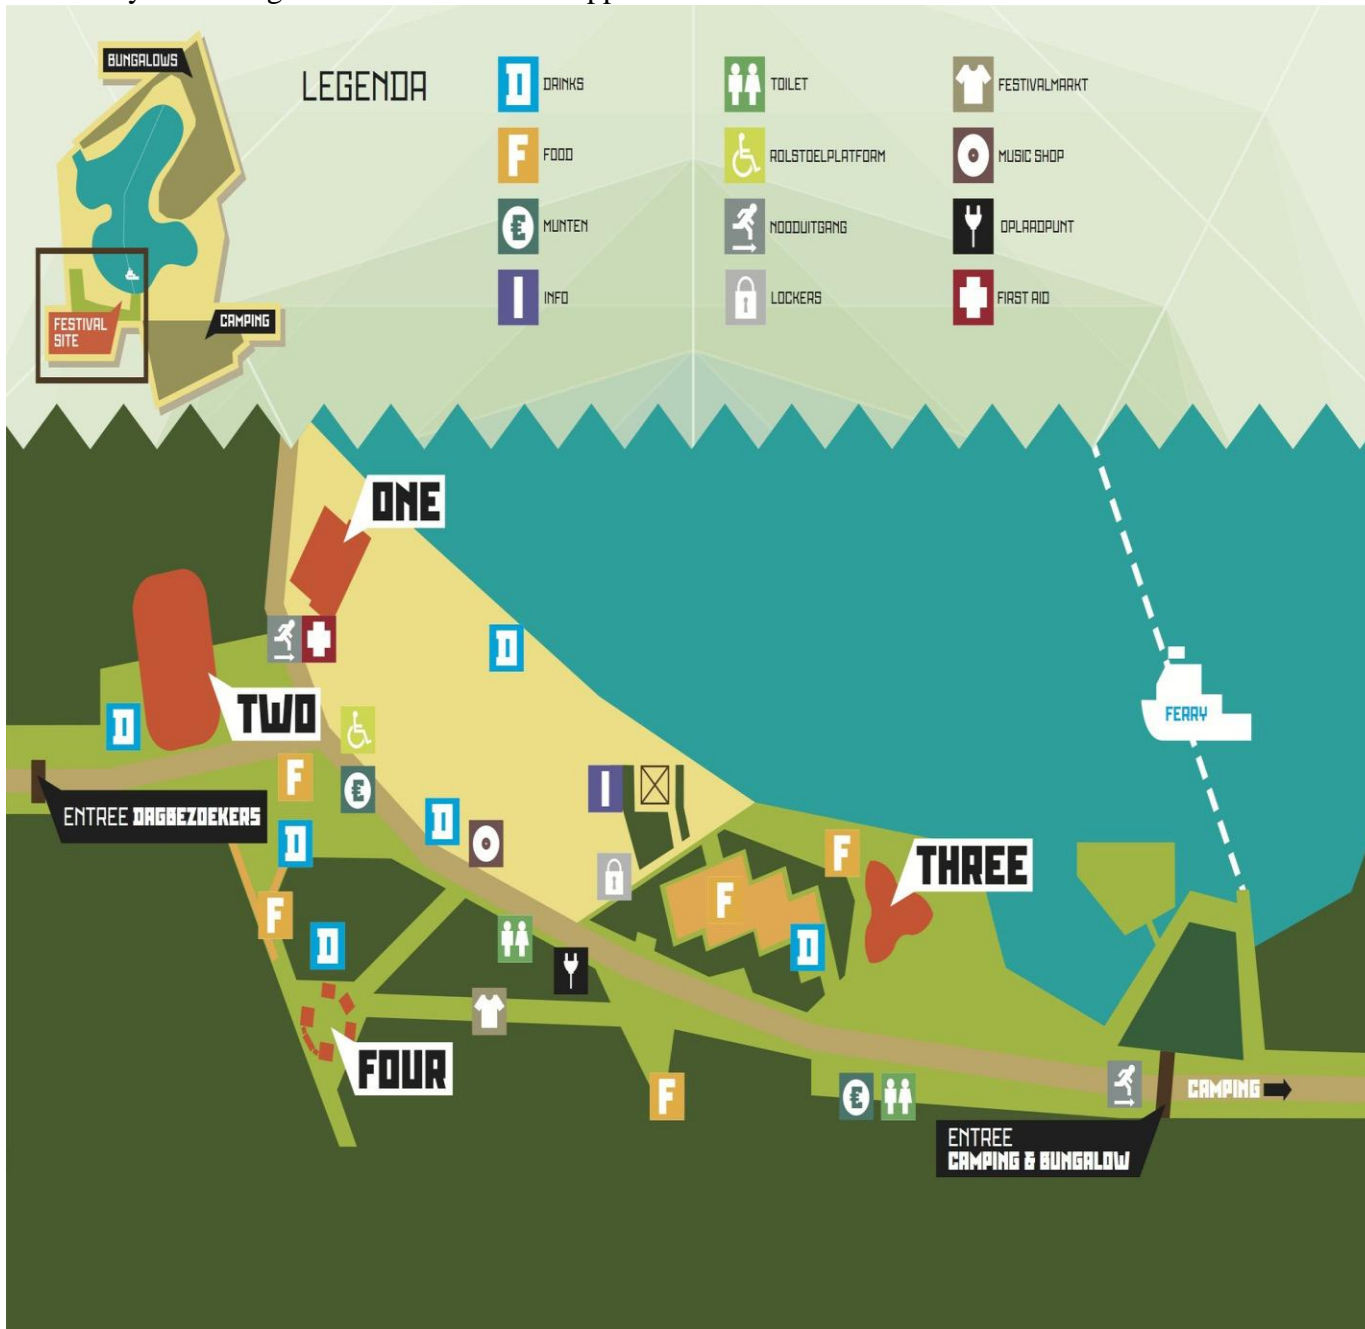 BUNGALOWS
FESTIVAL
SITE
CAMPING
LEGENDA
D DRINKS
F FOOD
€ MUNTEN
I INFO
TOILET
ROLSTOELPLATFORM
NOODUITGANG
LOCKERS
FESTIVALMARKT
MUSIC SHOP
OPLAADPUNT
FIRST AID
ONE
D
TWO
D
FERRY
F
€
I
ENTREE DAGBEZOEKERS
D
D
F
THREE
F
F
D
D
FOUR
F
€
CAMPING
ENTREE
CAMPING & BUNGALOW